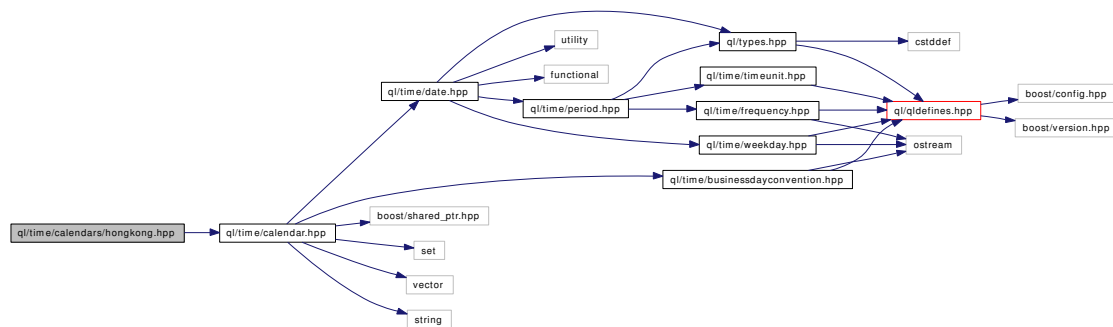 ql/time/calendars/hongkong.hpp
ql/time/calendar.hpp
ql/time/date.hpp
boost/shared_ptr.hpp
set
vector
string
utility
functional
ql/time/period.hpp
ql/types.hpp
ql/time/timeunit.hpp
ql/time/frequency.hpp
ql/time/weekday.hpp
ql/time/businessdayconvention.hpp
cstddef
ql/qldefines.hpp
ostream
boost/config.hpp
boost/version.hpp